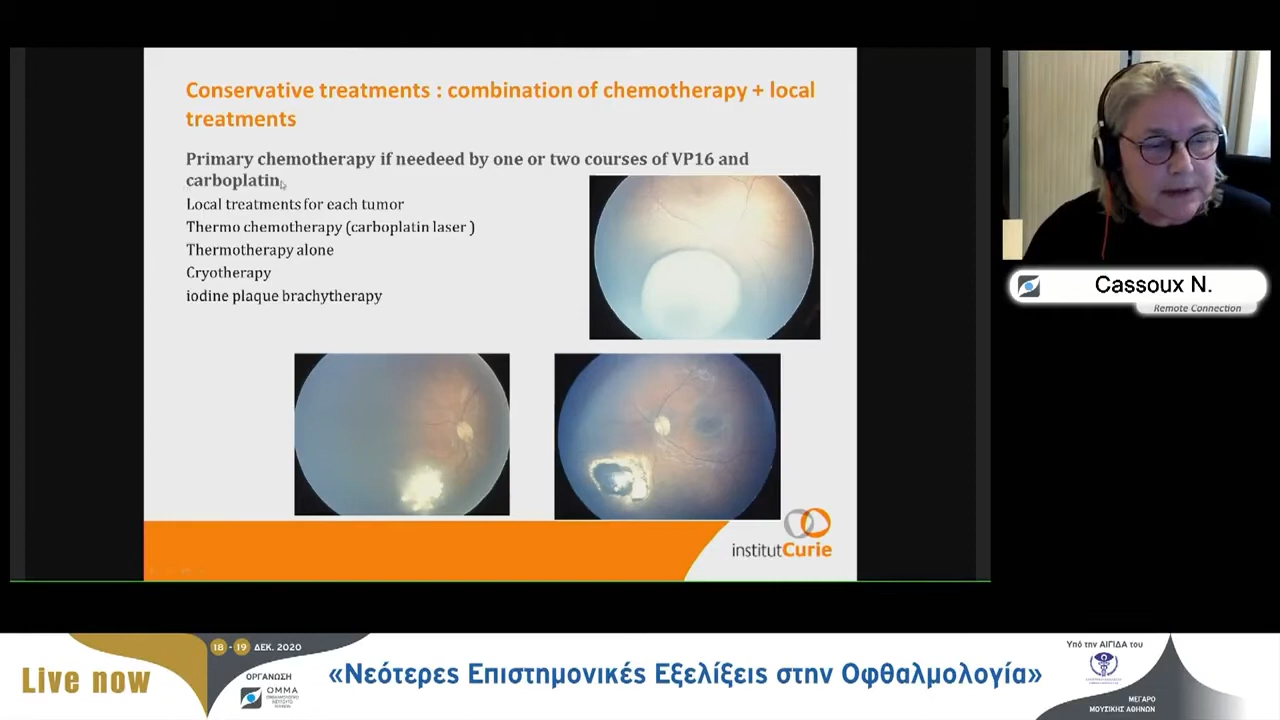 Conservative treatments : combination of chemotherapy + local
treatments
Primary chemotherapy if needeed by one or two courses of VP16 and
carboplatin
Local treatments for each tumor
Thermo chemotherapy (carboplatin laser )
Thermotherapy alone
Cryotherapy
iodine plaque brachytherapy
institutCurie
Cassoux N.
Remote Connection
Live now
18 - 19 ΔΕΚ. 2020
ΟΡΓΑΝΩΣΗ
ΟΜΜΑ
«Νεότερες Επιστημονικές Εξελίξεις στην Οφθαλμολογία»
Υπό την ΑΙΓΙΔΑ του
ΜΕΓΑΡΟ
ΜΟΥΣΙΚΗΣ ΑΘΗΝΩΝ